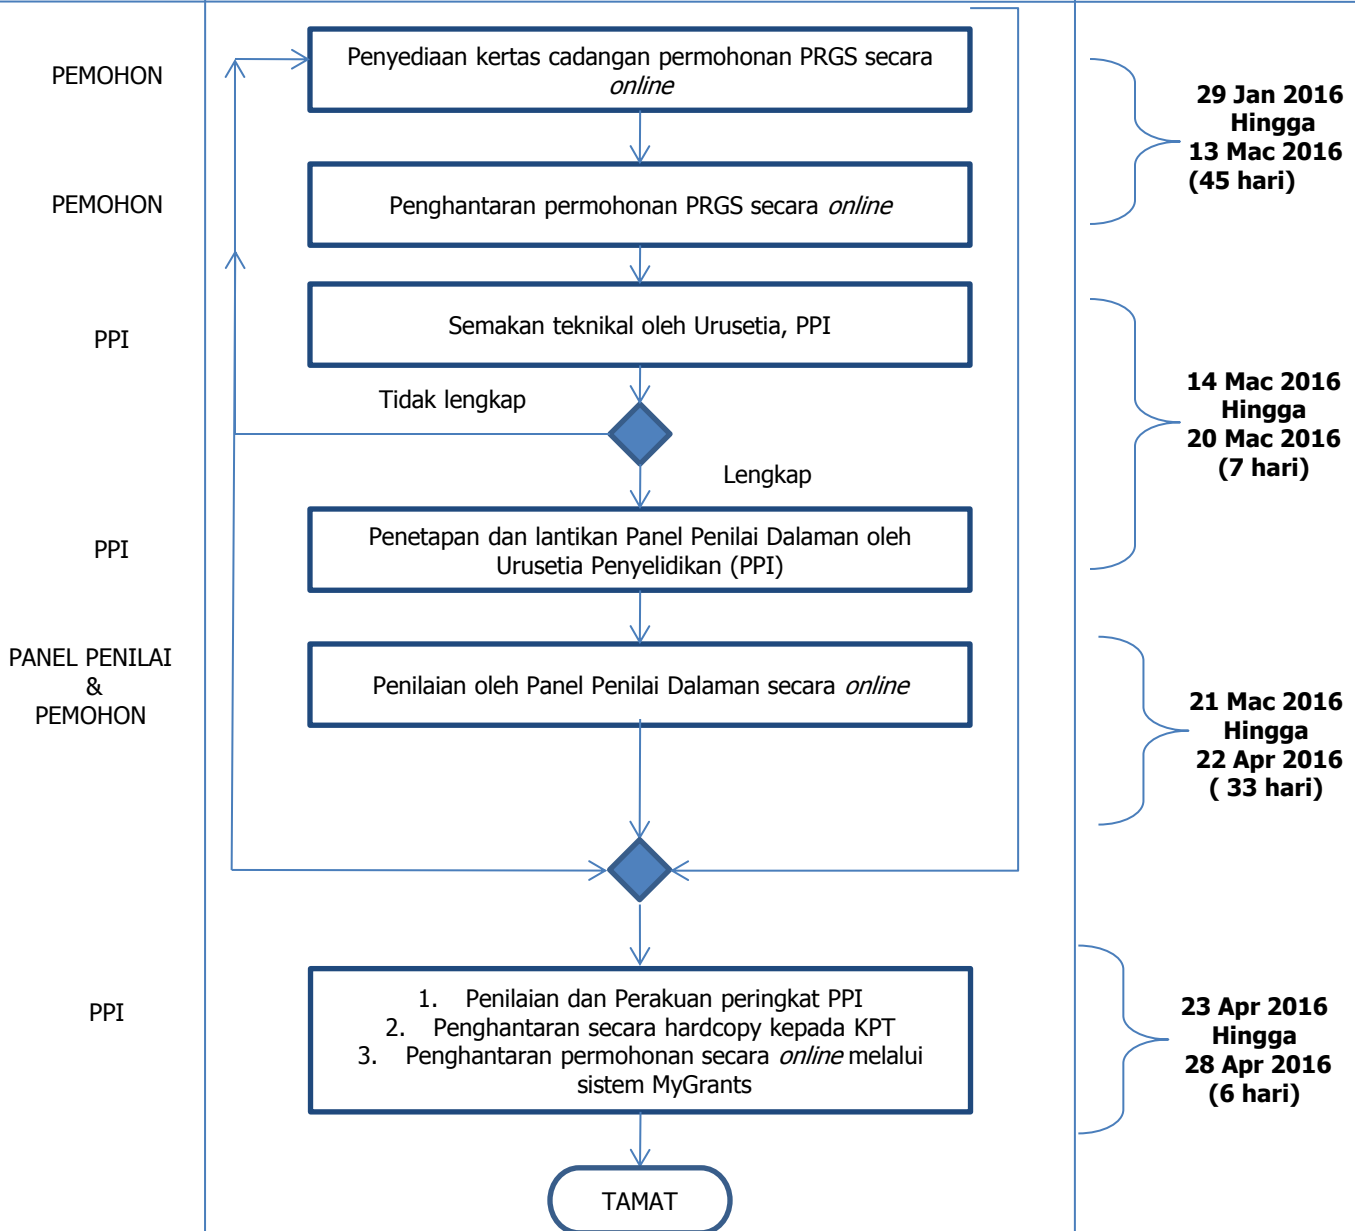 PEMOHON
Penyediaan kertas cadangan permohonan PRGS secara
online
29 Jan 2016
Hingga
13 Mac 2016
(45 hari)
PEMOHON
Penghantaran permohonan PRGS secara online
PPI
Semakan teknikal oleh Urusetia, PPI
Tidak lengkap
Lengkap
14 Mac 2016
Hingga
20 Mac 2016
(7 hari)
PPI
Penetapan dan lantikan Panel Penilai Dalaman oleh
Urusetia Penyelidikan (PPI)
PANEL PENILAI
&
PEMOHON
Penilaian oleh Panel Penilai Dalaman secara online
21 Mac 2016
Hingga
22 Apr 2016
( 33 hari)
PPI
1. Penilaian dan Perakuan peringkat PPI
2. Penghantaran secara hardcopy kepada KPT
3. Penghantaran permohonan secara online melalui
sistem MyGrants
23 Apr 2016
Hingga
28 Apr 2016
(6 hari)
TAMAT